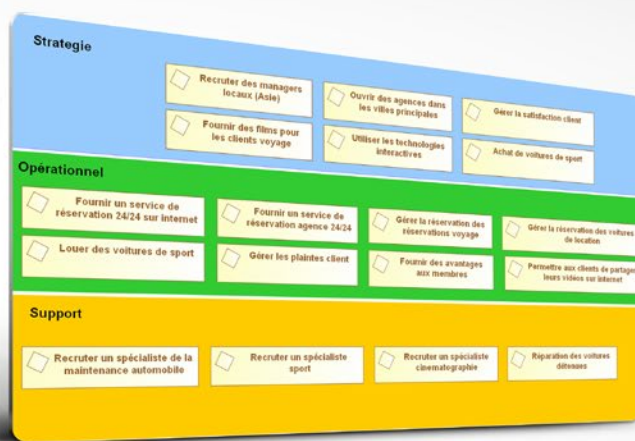 Strategie
Recruter des managers
locaux (Asie)
Ouvrir des agences dans
les villes principales
Gérer la satisfaction client
Fournir des films pour
les clients voyage
Utiliser les technologies
interactives
Achat de voitures de sport
Opérationnel
Fournir un service de
réservation 24/24 sur internet
Fournir un service de
réservation agence 24/24
Gérer la réservation des
réservations voyage
Gérer la réservation des voitures
de location
Louer des voitures de sport
Gérer les plaintes client
Fournir des avantages
aux membres
Permettre aux clients de partager
leurs vidéos sur internet
Support
Recruter un spécialiste de la
maintenance automobile
Recruter un spécialiste
sport
Recruter un spécialiste
cinematographie
Réparation des voitures
détenues